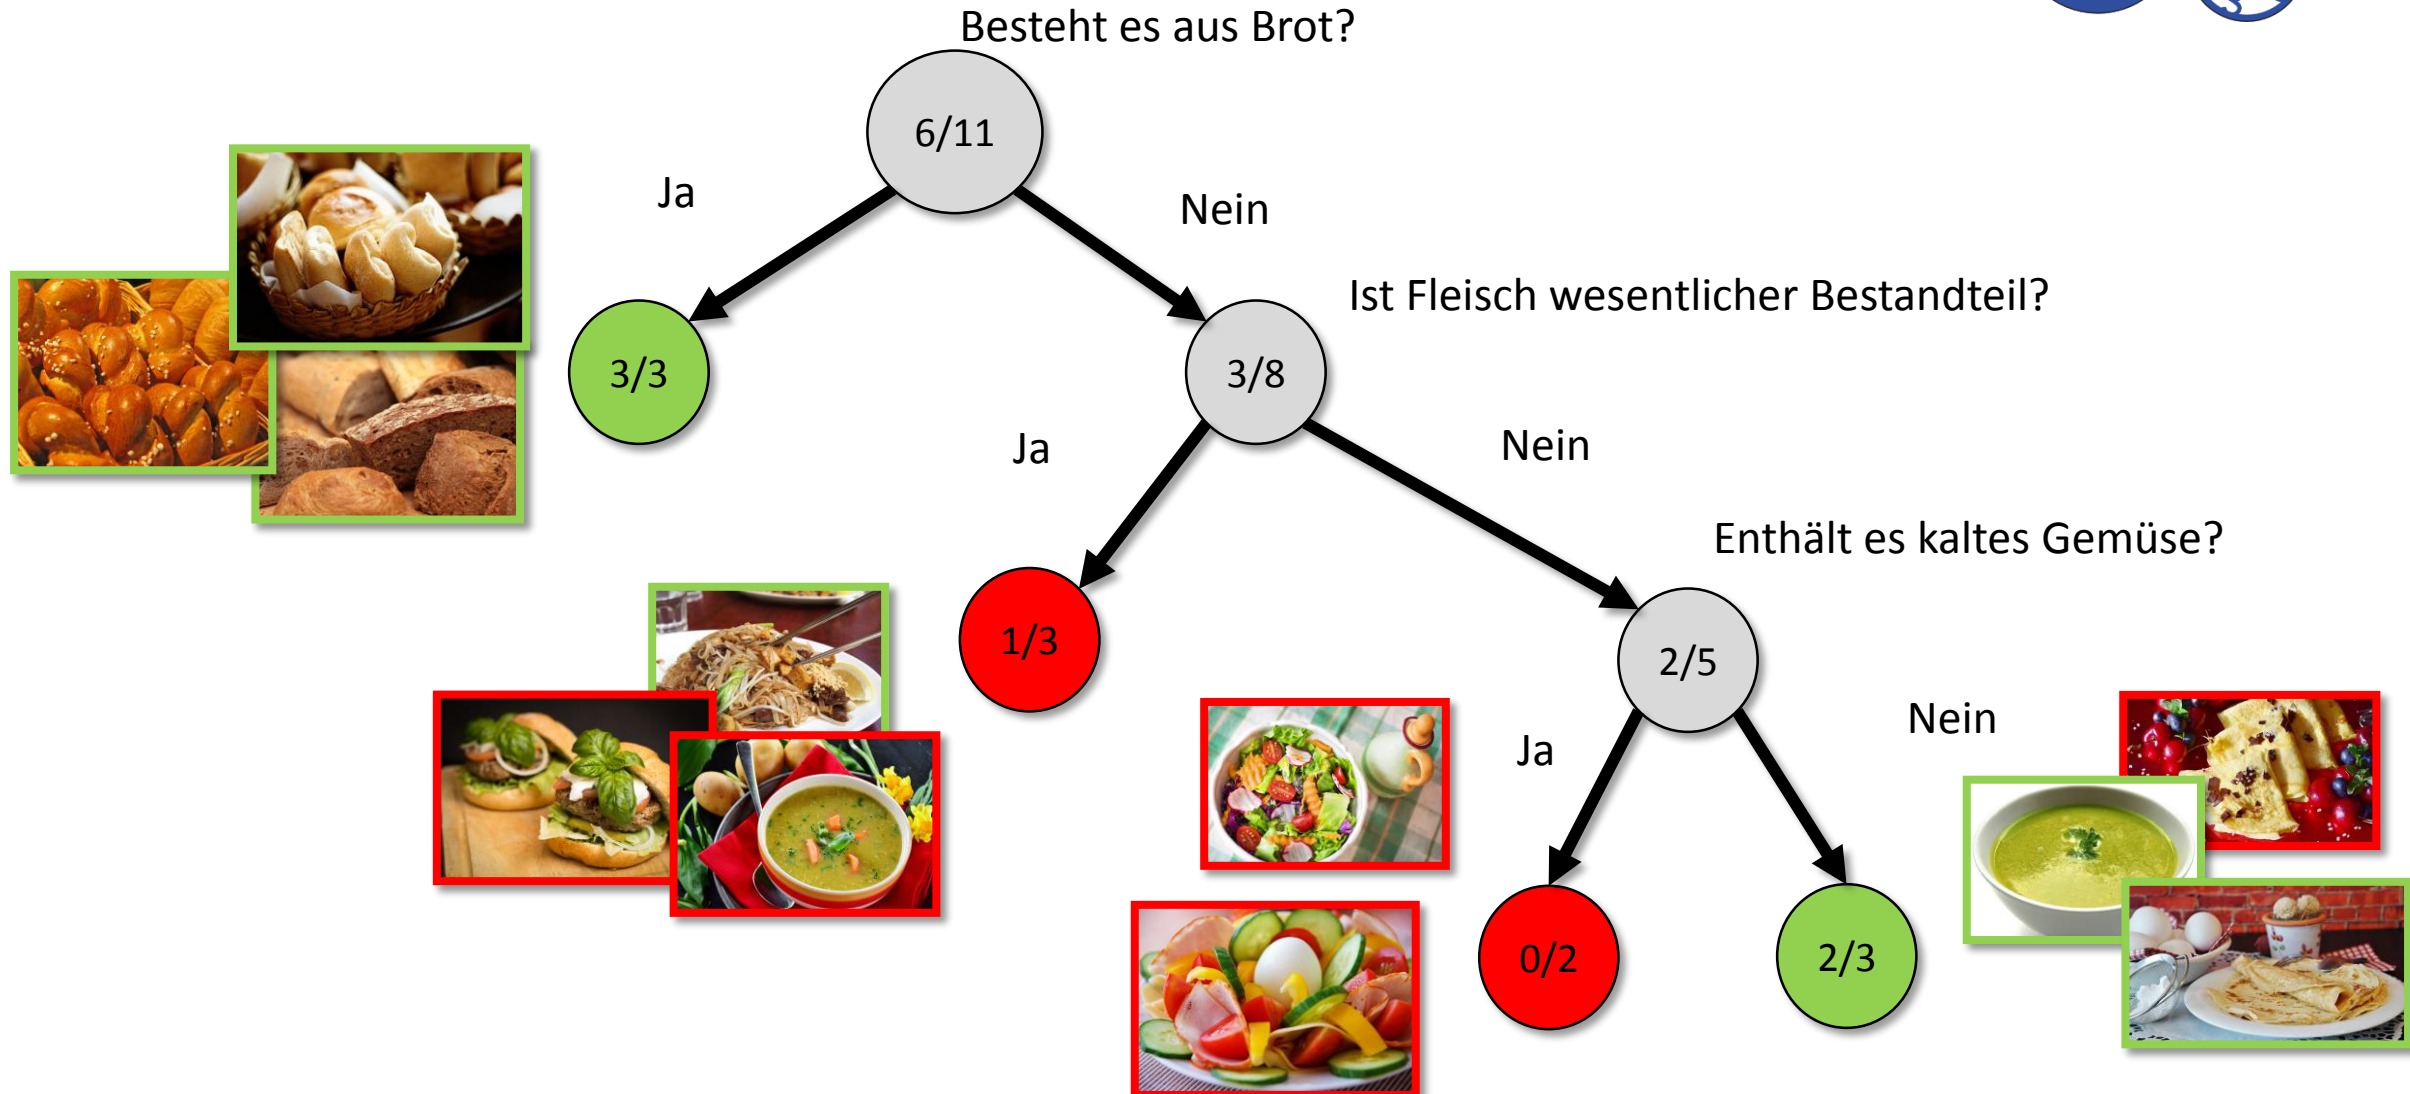 Besteht es aus Brot?
6/11
Ja
Nein
Ist Fleisch wesentlicher Bestandteil?
3/3
3/8
Ja
Nein
Enthält es kaltes Gemüse?
1/3
2/5
Ja
Nein
0/2
2/3